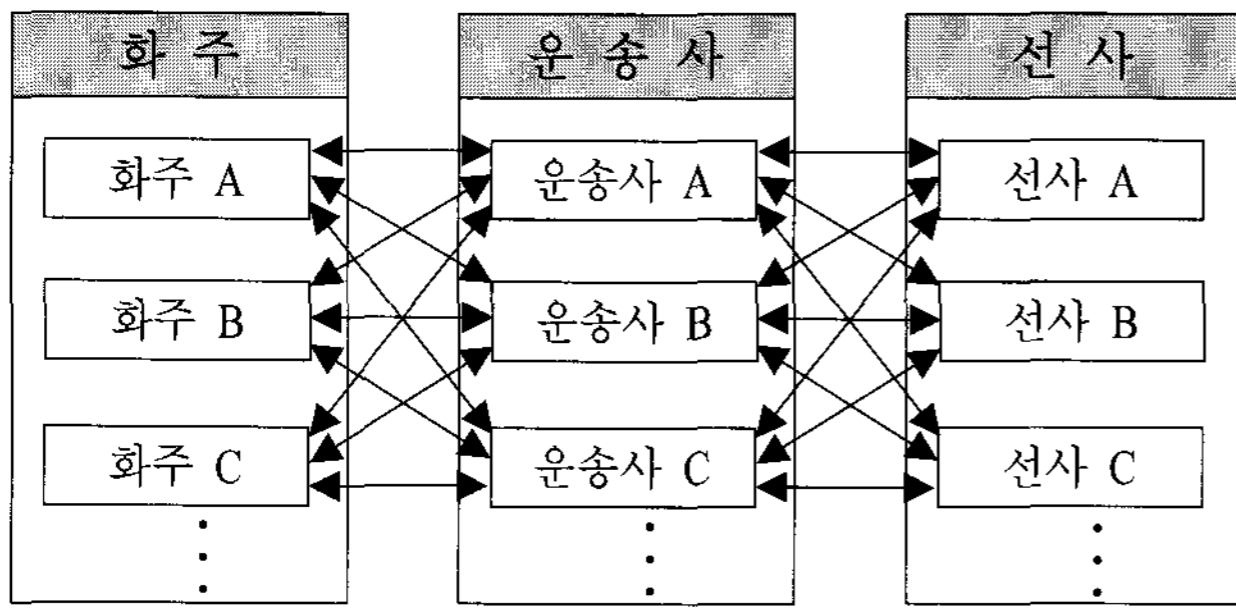 화 주 운 송 사 선 사
화주 A 운송사 A 선사 A
화주 B 운송사 B 선사 B
화주 C 운송사 C 선사 C